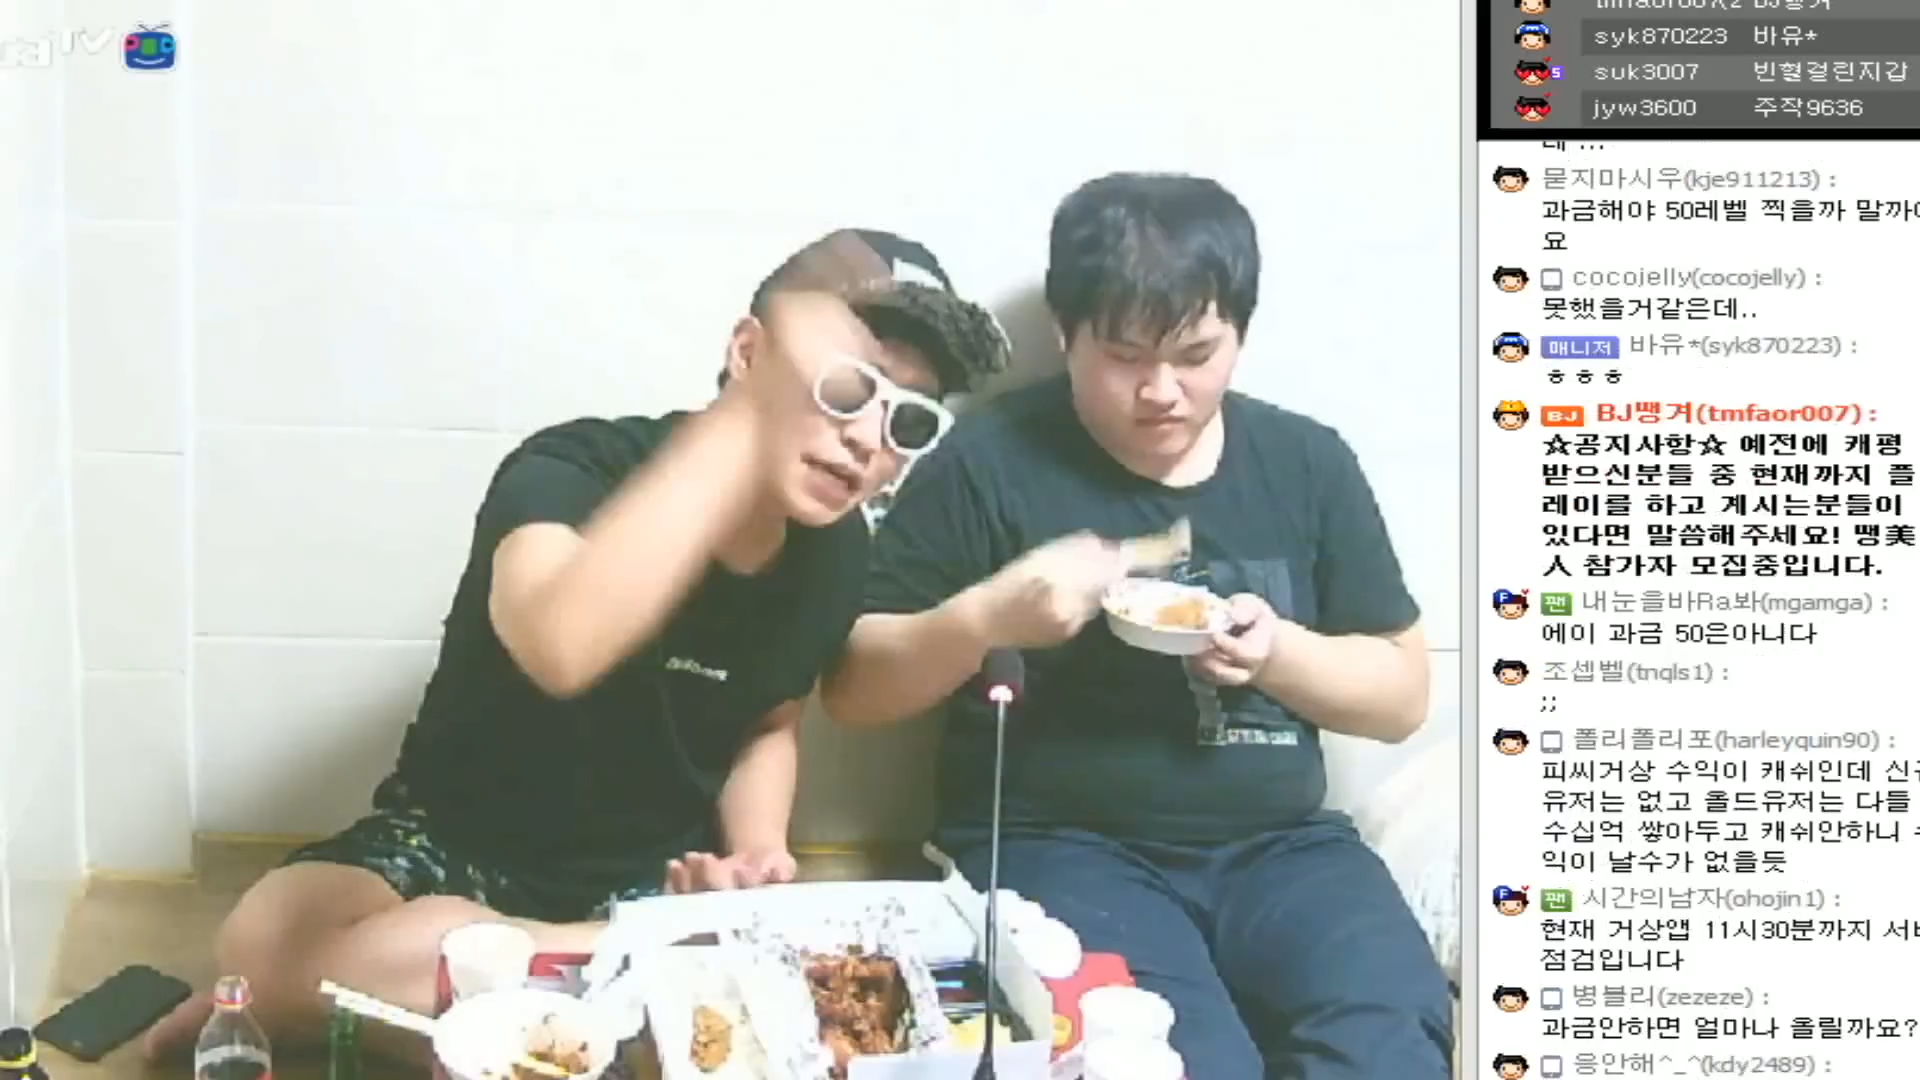 TV
syk870223 바유*
suk3007 빈혈걸린지갑
jyw3600 주작9636
데 ...
묻지마시우(kje911213) :
과금해야 50레벨 찍을까 말까
요
cocojelly(cocojelly) :
못했을거같은데..
매니저 바유*(syk870223) :
ㅎㅎㅎ
BJ BJ땡겨(tmfaor007) :
☆공지사항☆ 예전에 캐평
받으신분들 중 현재까지 플
레이를 하고 계시는분들이
있다면 말씀해주세요! 땡美
人 참가자 모집중입니다.
팬 내눈을바Ra봐(mgamga) :
에이 과금 50은아니다
조셉벨(tnqls1) :
;;
폴리폴리포(harleyquin90) :
피씨거상 수익이 캐쉬인데 신규
유저는 없고 올드유저는 다들
수십억 쌓아두고 캐쉬안하니
익이 날수가 없을듯
팬 시간의남자(ohojin1) :
현재 거상앱 11시30분까지 서버
점검입니다
병블리(zezeze) :
과금안하면 얼마나 올릴까요?
응안해^_^(kdy2489) :